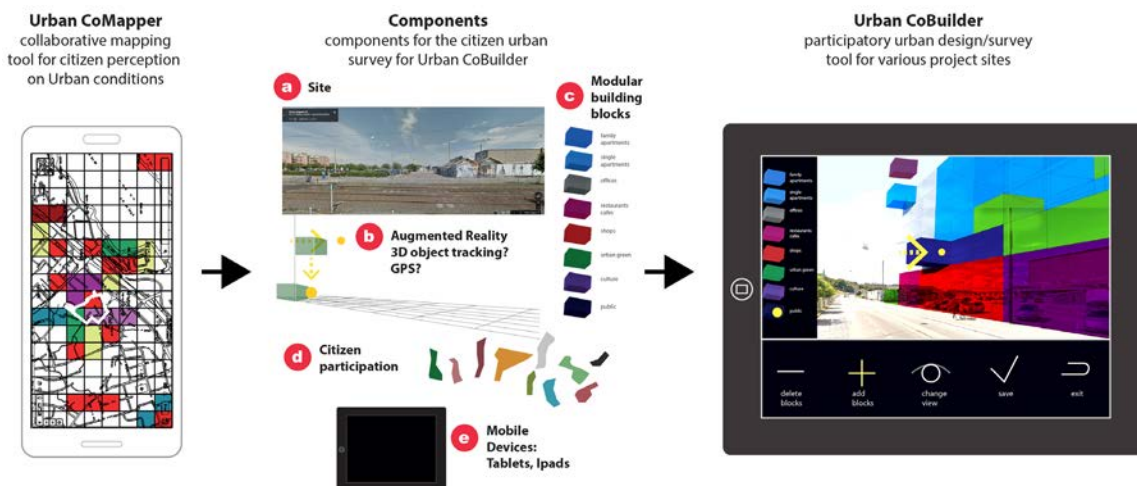 Urban CoMapper
collaborative mapping
tool for citizen perception
on Urban conditions
Components
components for the citizen urban
survey for Urban CoBuilder
a
Site
b
Augmented Reality
3D object tracking?
GPS?
c
Modular
building
blocks
family
apartments
single
apartments
offices
restaurants
cafes
shops
urban green
culture
public
d
Citizen
participation
e
Mobile
Devices:
Tablets, Ipads
Urban CoBuilder
participatory urban design/survey
tool for various project sites
family
apartments
single
apartments
offices
restaurants
cafes
shops
urban green
culture
public
delete
blocks
add
blocks
change
view
save
exit